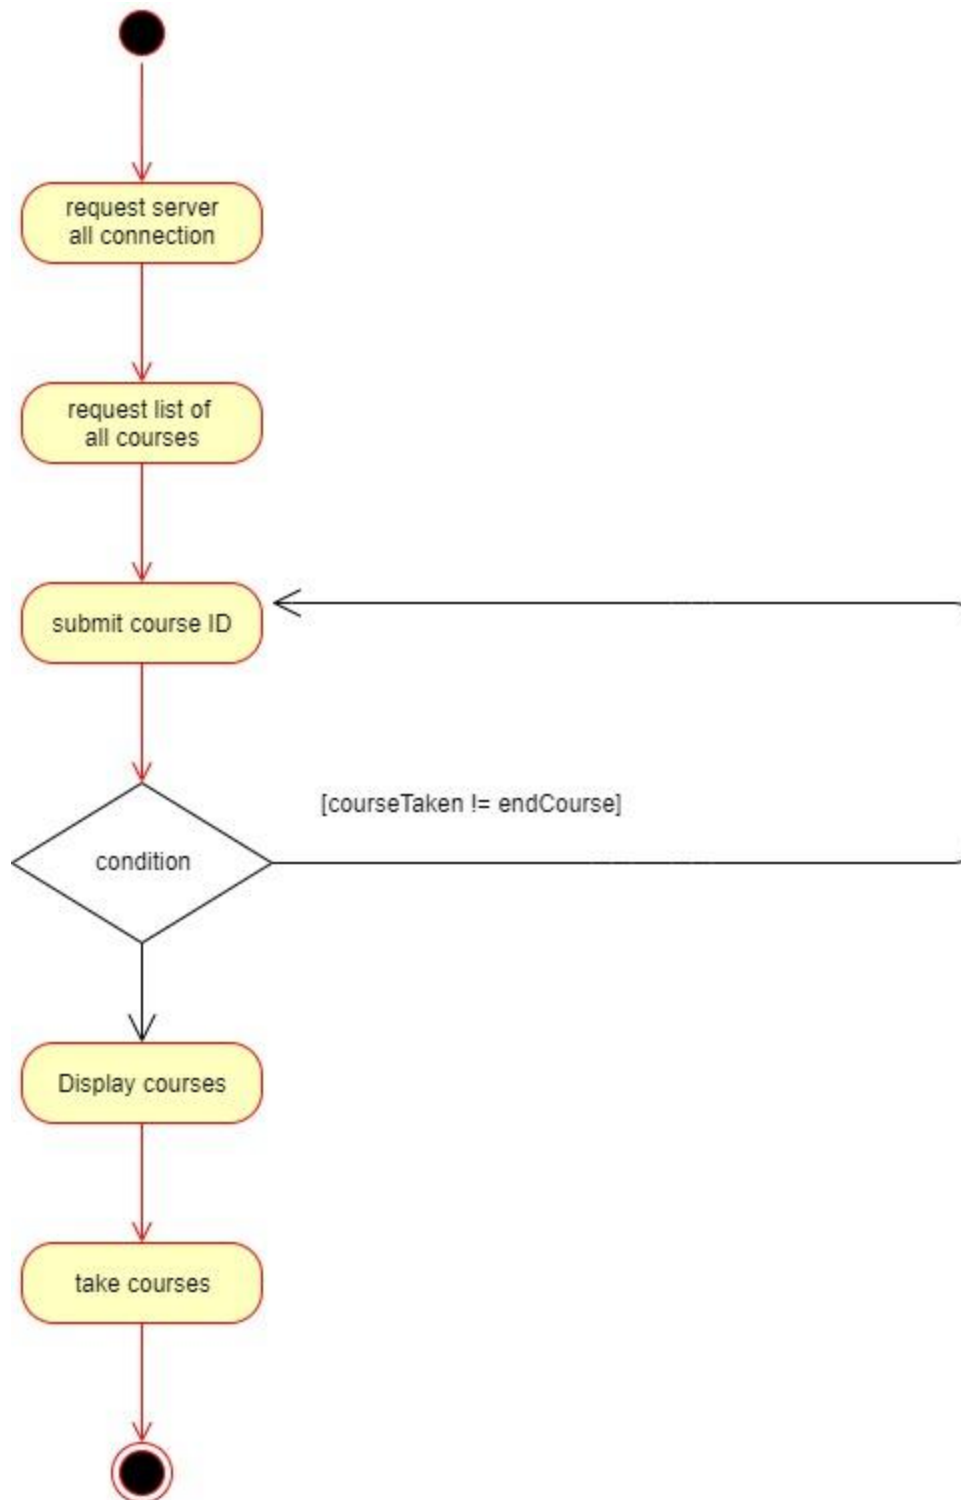 request server
all connection
request list of
all courses
submit course ID
[courseTaken != endCourse]
condition
Display courses
take courses